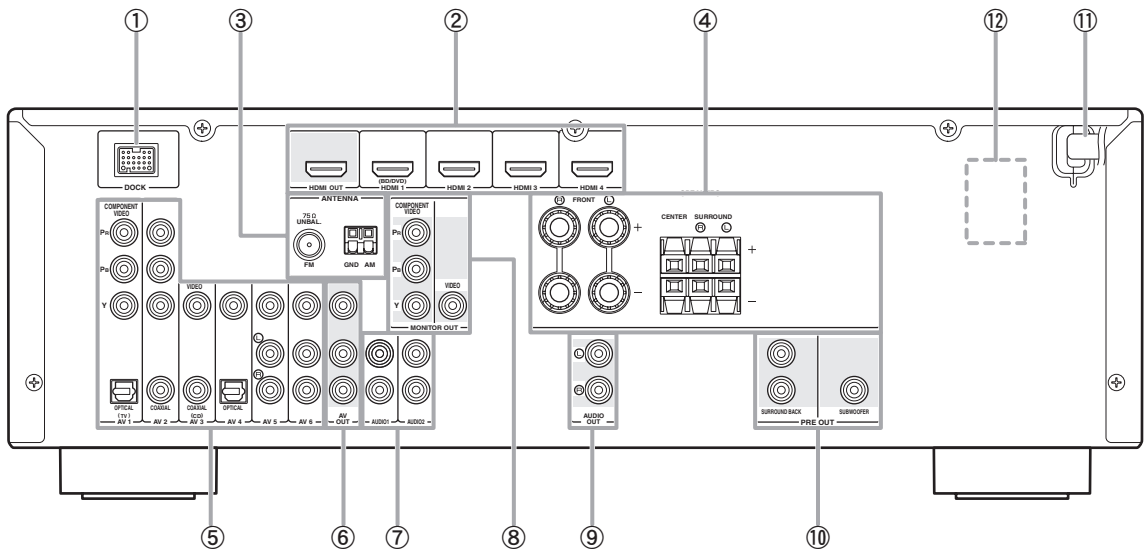 ① ③ ② ④ ⑫ ⑪
DOCK
HDMI OUT
(BD/DVD)
HDMI 1
HDMI 2
HDMI 3
HDMI 4
ANTENNA
75Ω
UNBAL.
FM
GND AM
COMPONENT
VIDEO
PR
PB
Y
VIDEO
MONITOR OUT
R FRONT L
+
−
CENTER SURROUND
R L
+
−
COMPONENT
VIDEO
PR
PB
Y
VIDEO
L
R
OPTICAL
(TV)
AV 1
COAXIAL
AV 2
COAXIAL
(CD)
AV 3
OPTICAL
AV 4
AV 5
AV 6
AV
OUT
AUDIO1
AUDIO2
L
R
AUDIO
OUT
SURROUND BACK
SUBWOOFER
PRE OUT
⑤ ⑥ ⑦ ⑧ ⑨ ⑩